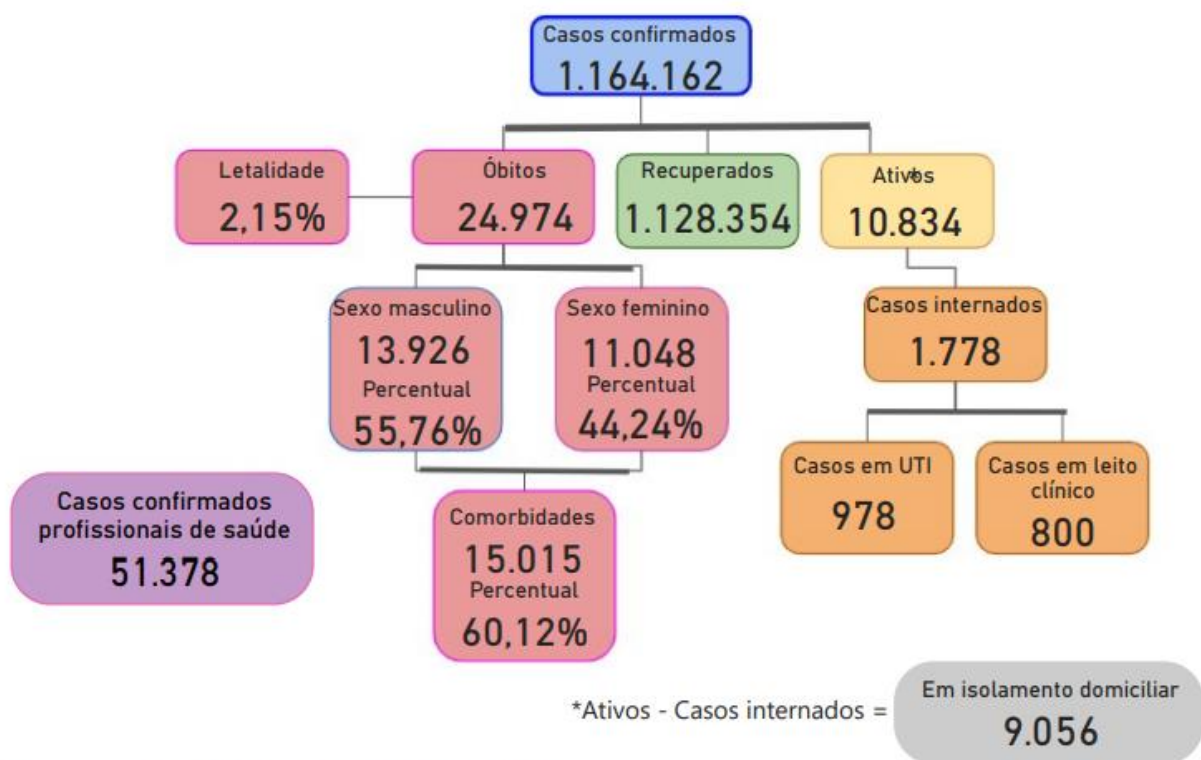 Casos confirmados
1.164.162
Letalidade
2,15%
Óbitos
24.974
Recuperados
1.128.354
Ativos*
10.834
Sexo masculino
13.926
Percentual
55,76%
Sexo feminino
11.048
Percentual
44,24%
Casos internados
1.778
Casos em UTI
978
Casos em leito
clínico
800
Casos confirmados
profissionais de saúde
51.378
Comorbidades
15.015
Percentual
60,12%
*Ativos - Casos internados =
Em isolamento domiciliar
9.056